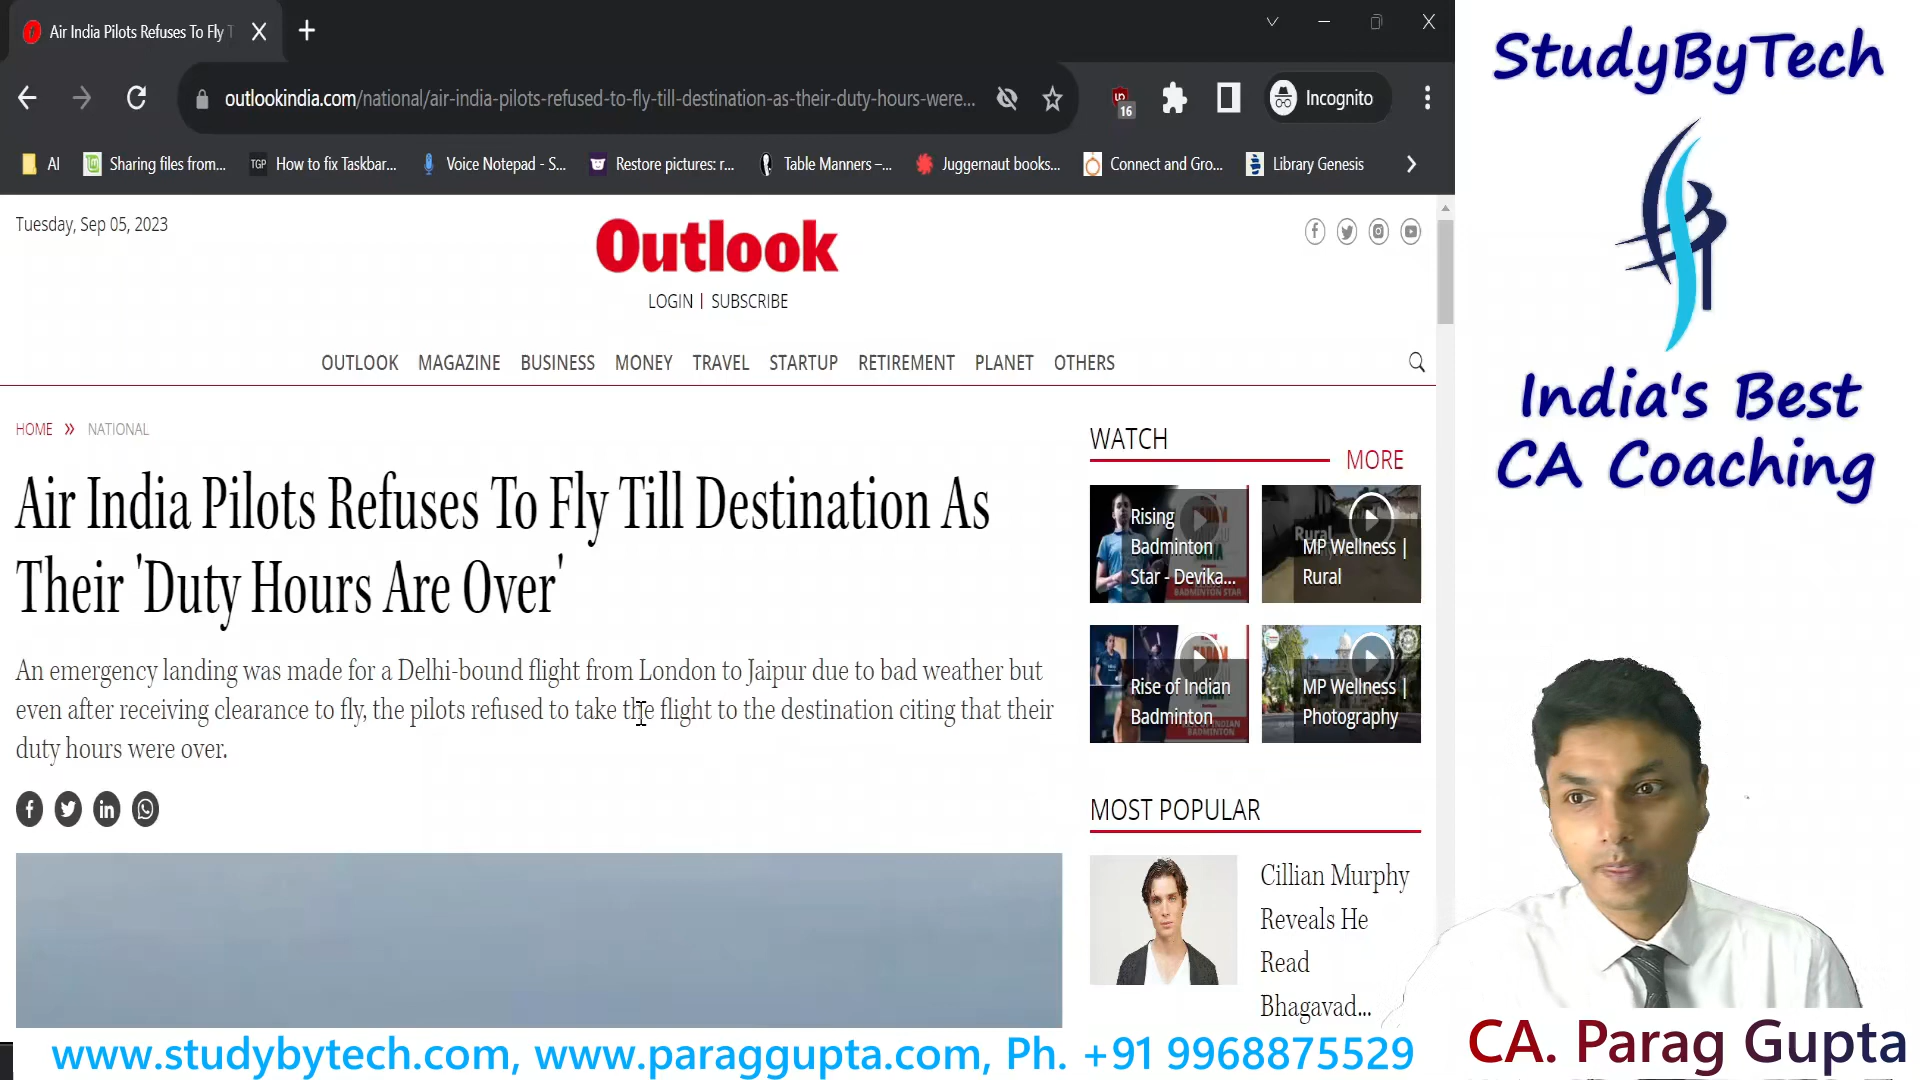 Air India Pilots Refuses To Fly T
outlookindia.com/national/air-india-pilots-refused-to-fly-till-destination-as-their-duty-hours-were...
16
Incognito
AI
Sharing files from...
TGP
How to fix Taskbar...
Voice Notepad - S...
Restore pictures: r...
Table Manners –...
Juggernaut books...
Connect and Gro...
Library Genesis
Tuesday, Sep 05, 2023
Outlook
LOGIN | SUBSCRIBE
OUTLOOK MAGAZINE BUSINESS MONEY TRAVEL STARTUP RETIREMENT PLANET OTHERS
HOME » NATIONAL
Air India Pilots Refuses To Fly Till Destination As
Their 'Duty Hours Are Over'
An emergency landing was made for a Delhi-bound flight from London to Jaipur due to bad weather but
even after receiving clearance to fly, the pilots refused to take the flight to the destination citing that their
duty hours were over.
WATCH
MORE
Rising
Badminton
Star - Devika...
BADMINTON STAR
Rural
MP Wellness |
Rural
Rise of Indian
Badminton
MP Wellness |
Photography
MOST POPULAR
Cillian Murphy
Reveals He
Read
Bhagavad...
StudyByTech
India's Best
CA Coaching
www.studybytech.com, www.paraggupta.com, Ph. +91 9968875529
CA. Parag Gupta